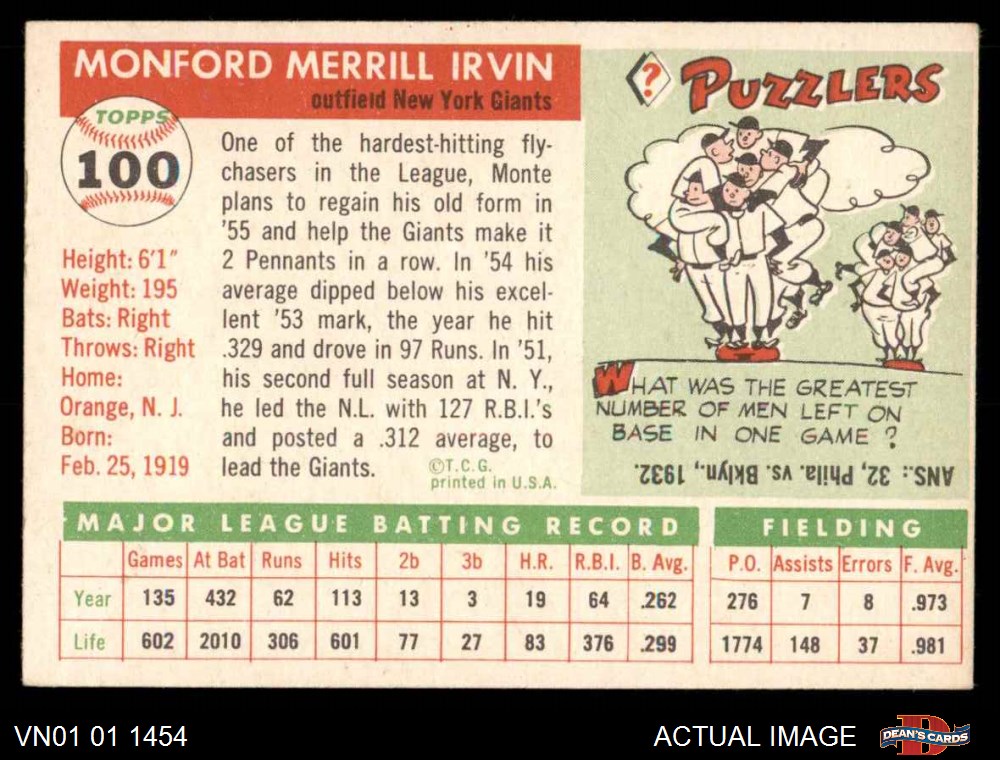 MONFORD MERRILL IRVIN
outfield New York Giants
TOPPS
100
Height: 6'1"
Weight: 195
Bats: Right
Throws: Right
Home:
Orange, N. J.
Born:
Feb. 25, 1919
One of the hardest-hitting fly-
chasers in the League, Monte
plans to regain his old form in
'55 and help the Giants make it
2 Pennants in a row. In '54 his
average dipped below his excel-
lent '53 mark, the year he hit
.329 and drove in 97 Runs. In '51,
his second full season at N. Y.,
he led the N.L. with 127 R.B.I.'s
and posted a .312 average, to
lead the Giants.
©T.C.G.
printed in U.S.A.
? PUZZLERS
WHAT WAS THE GREATEST
NUMBER OF MEN LEFT ON
BASE IN ONE GAME ?
ANS.: 32, Phila. vs. Bklyn., 1932.
MAJOR LEAGUE BATTING RECORD
FIELDING
Games At Bat Runs Hits 2b 3b H.R. R.B.I. B. Avg. P.O. Assists Errors F. Avg.
Year 135 432 62 113 13 3 19 64 .262 276 7 8 .973
Life 602 2010 306 601 77 27 83 376 .299 1774 148 37 .981
VN01 01 1454
ACTUAL IMAGE
DEAN'S CARDS